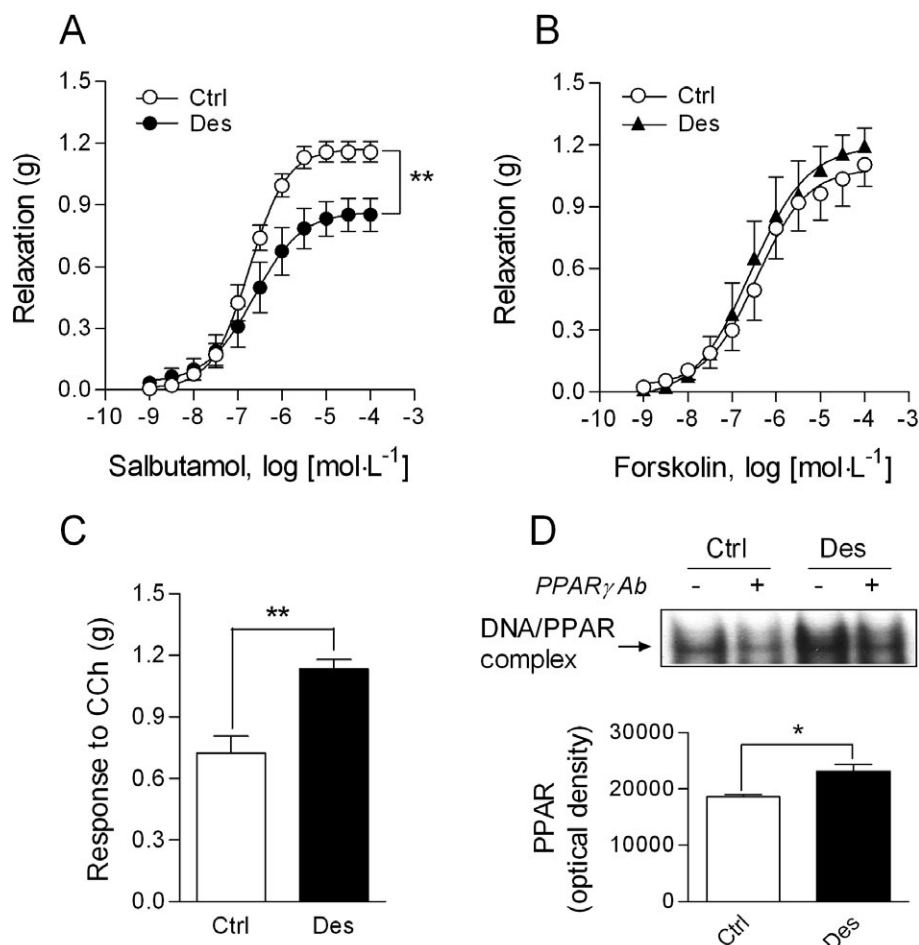 A
1.5
1.2
0.9
0.6
0.3
0.0
Relaxation (g)
Ctrl
Des
**
-10 -9 -8 -7 -6 -5 -4 -3
Salbutamol, log [mol·L⁻¹]
B
1.5
1.2
0.9
0.6
0.3
0.0
Relaxation (g)
Ctrl
Des
-10 -9 -8 -7 -6 -5 -4 -3
Forskolin, log [mol·L⁻¹]
C
1.5
1.2
0.9
0.6
0.3
0.0
Response to CCh (g)
**
Ctrl Des
D
Ctrl Des
PPARγ Ab - + - +
DNA/PPAR
complex
30000
20000
10000
0
PPAR
(optical density)
*
Ctrl Des